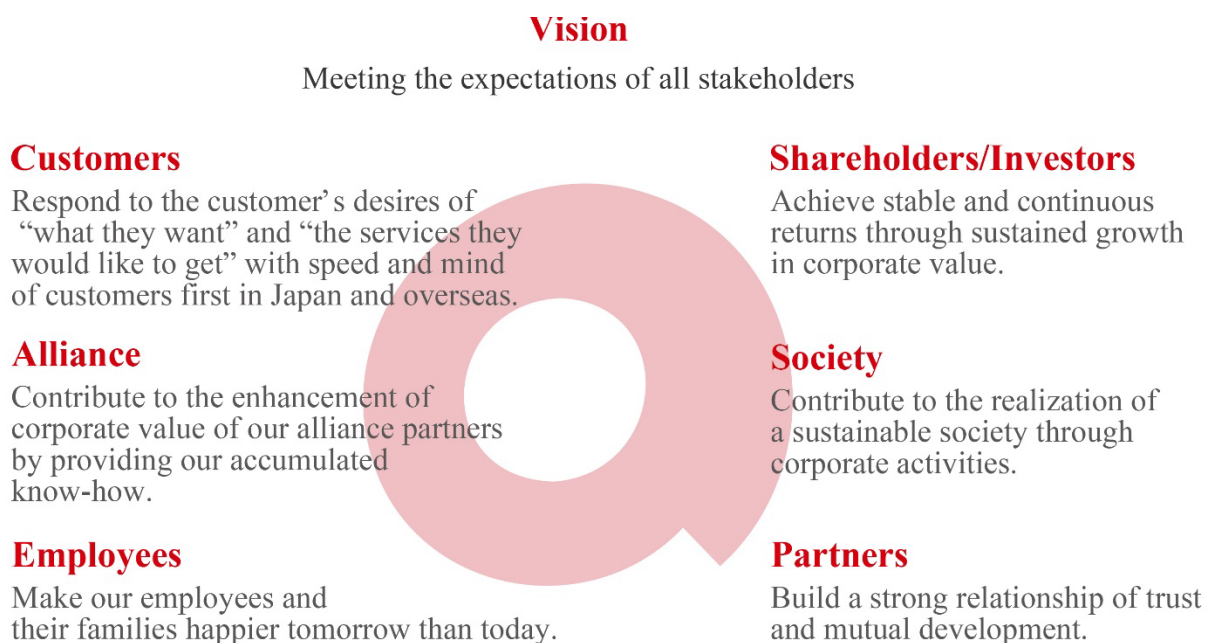 Vision
Meeting the expectations of all stakeholders
Customers
Respond to the customer’s desires of
“what they want” and “the services they
would like to get” with speed and mind
of customers first in Japan and overseas.
Alliance
Contribute to the enhancement of
corporate value of our alliance partners
by providing our accumulated
know-how.
Employees
Make our employees and
their families happier tomorrow than today.
Shareholders/Investors
Achieve stable and continuous
returns through sustained growth
in corporate value.
Society
Contribute to the realization of
a sustainable society through
corporate activities.
Partners
Build a strong relationship of trust
and mutual development.